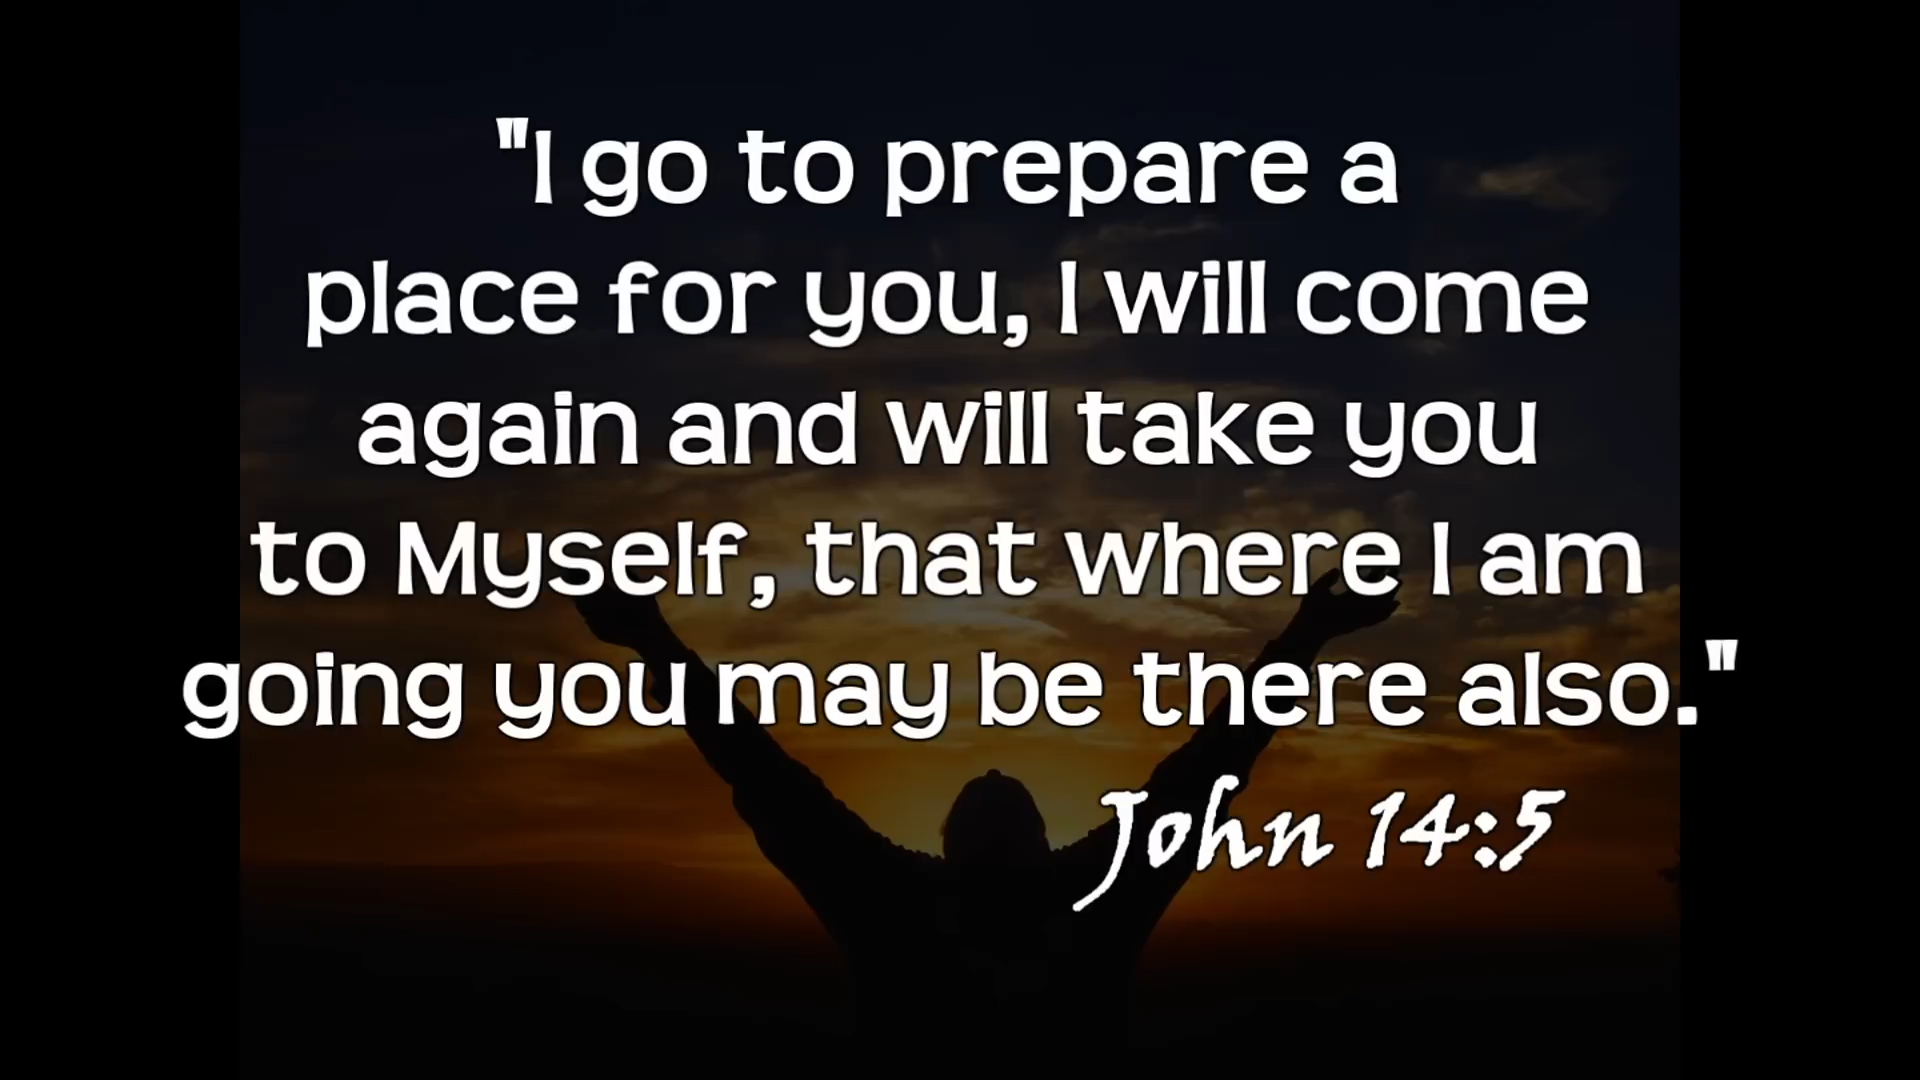 "I go to prepare a
place for you, I will come
again and will take you
to Myself, that where I am
going you may be there also."
John 14:5